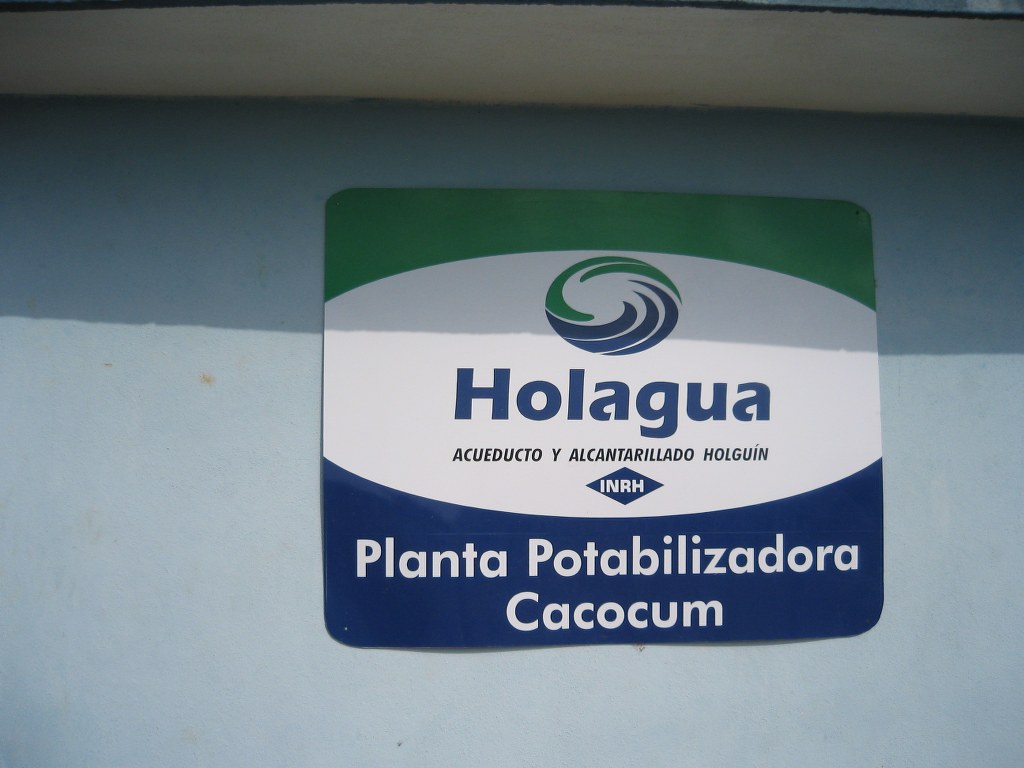 Holagua
ACUEDUCTO Y ALCANTARILLADO HOLGUÍN
INRH
Planta Potabilizadora
Cacocum